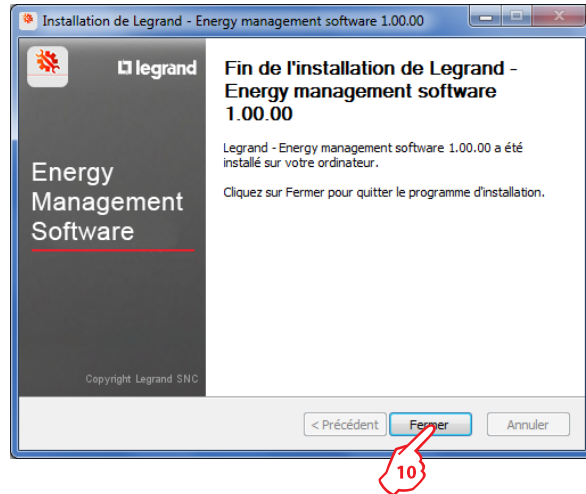 Installation de Legrand - Energy management software 1.00.00
legrand
Fin de l'installation de Legrand -
Energy management software
1.00.00
Legrand - Energy management software 1.00.00 a été
installé sur votre ordinateur.
Cliquez sur Fermer pour quitter le programme d'installation.
Energy
Management
Software
Copyright Legrand SNC
< Précédent
Fermer
Annuler
10